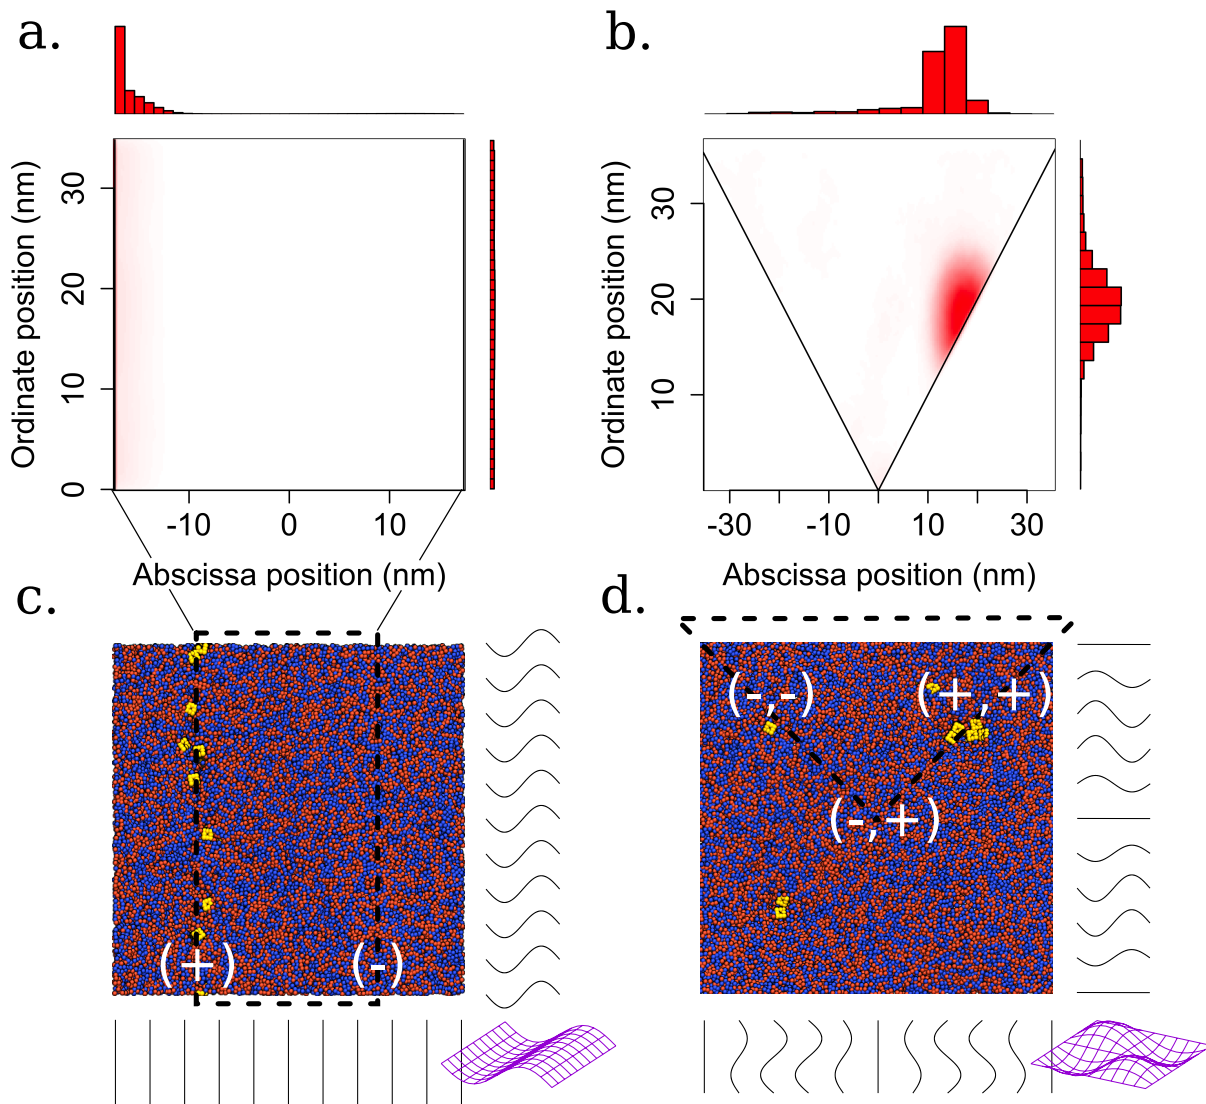 a.
b.
Ordinate position (nm)
30
20
10
0
-10 0 10
Abscissa position (nm)
Ordinate position (nm)
30
20
10
-30 -10 10 30
Abscissa position (nm)
c.
d.
(+) (-)
(-,-) (+,+)
(-,+)